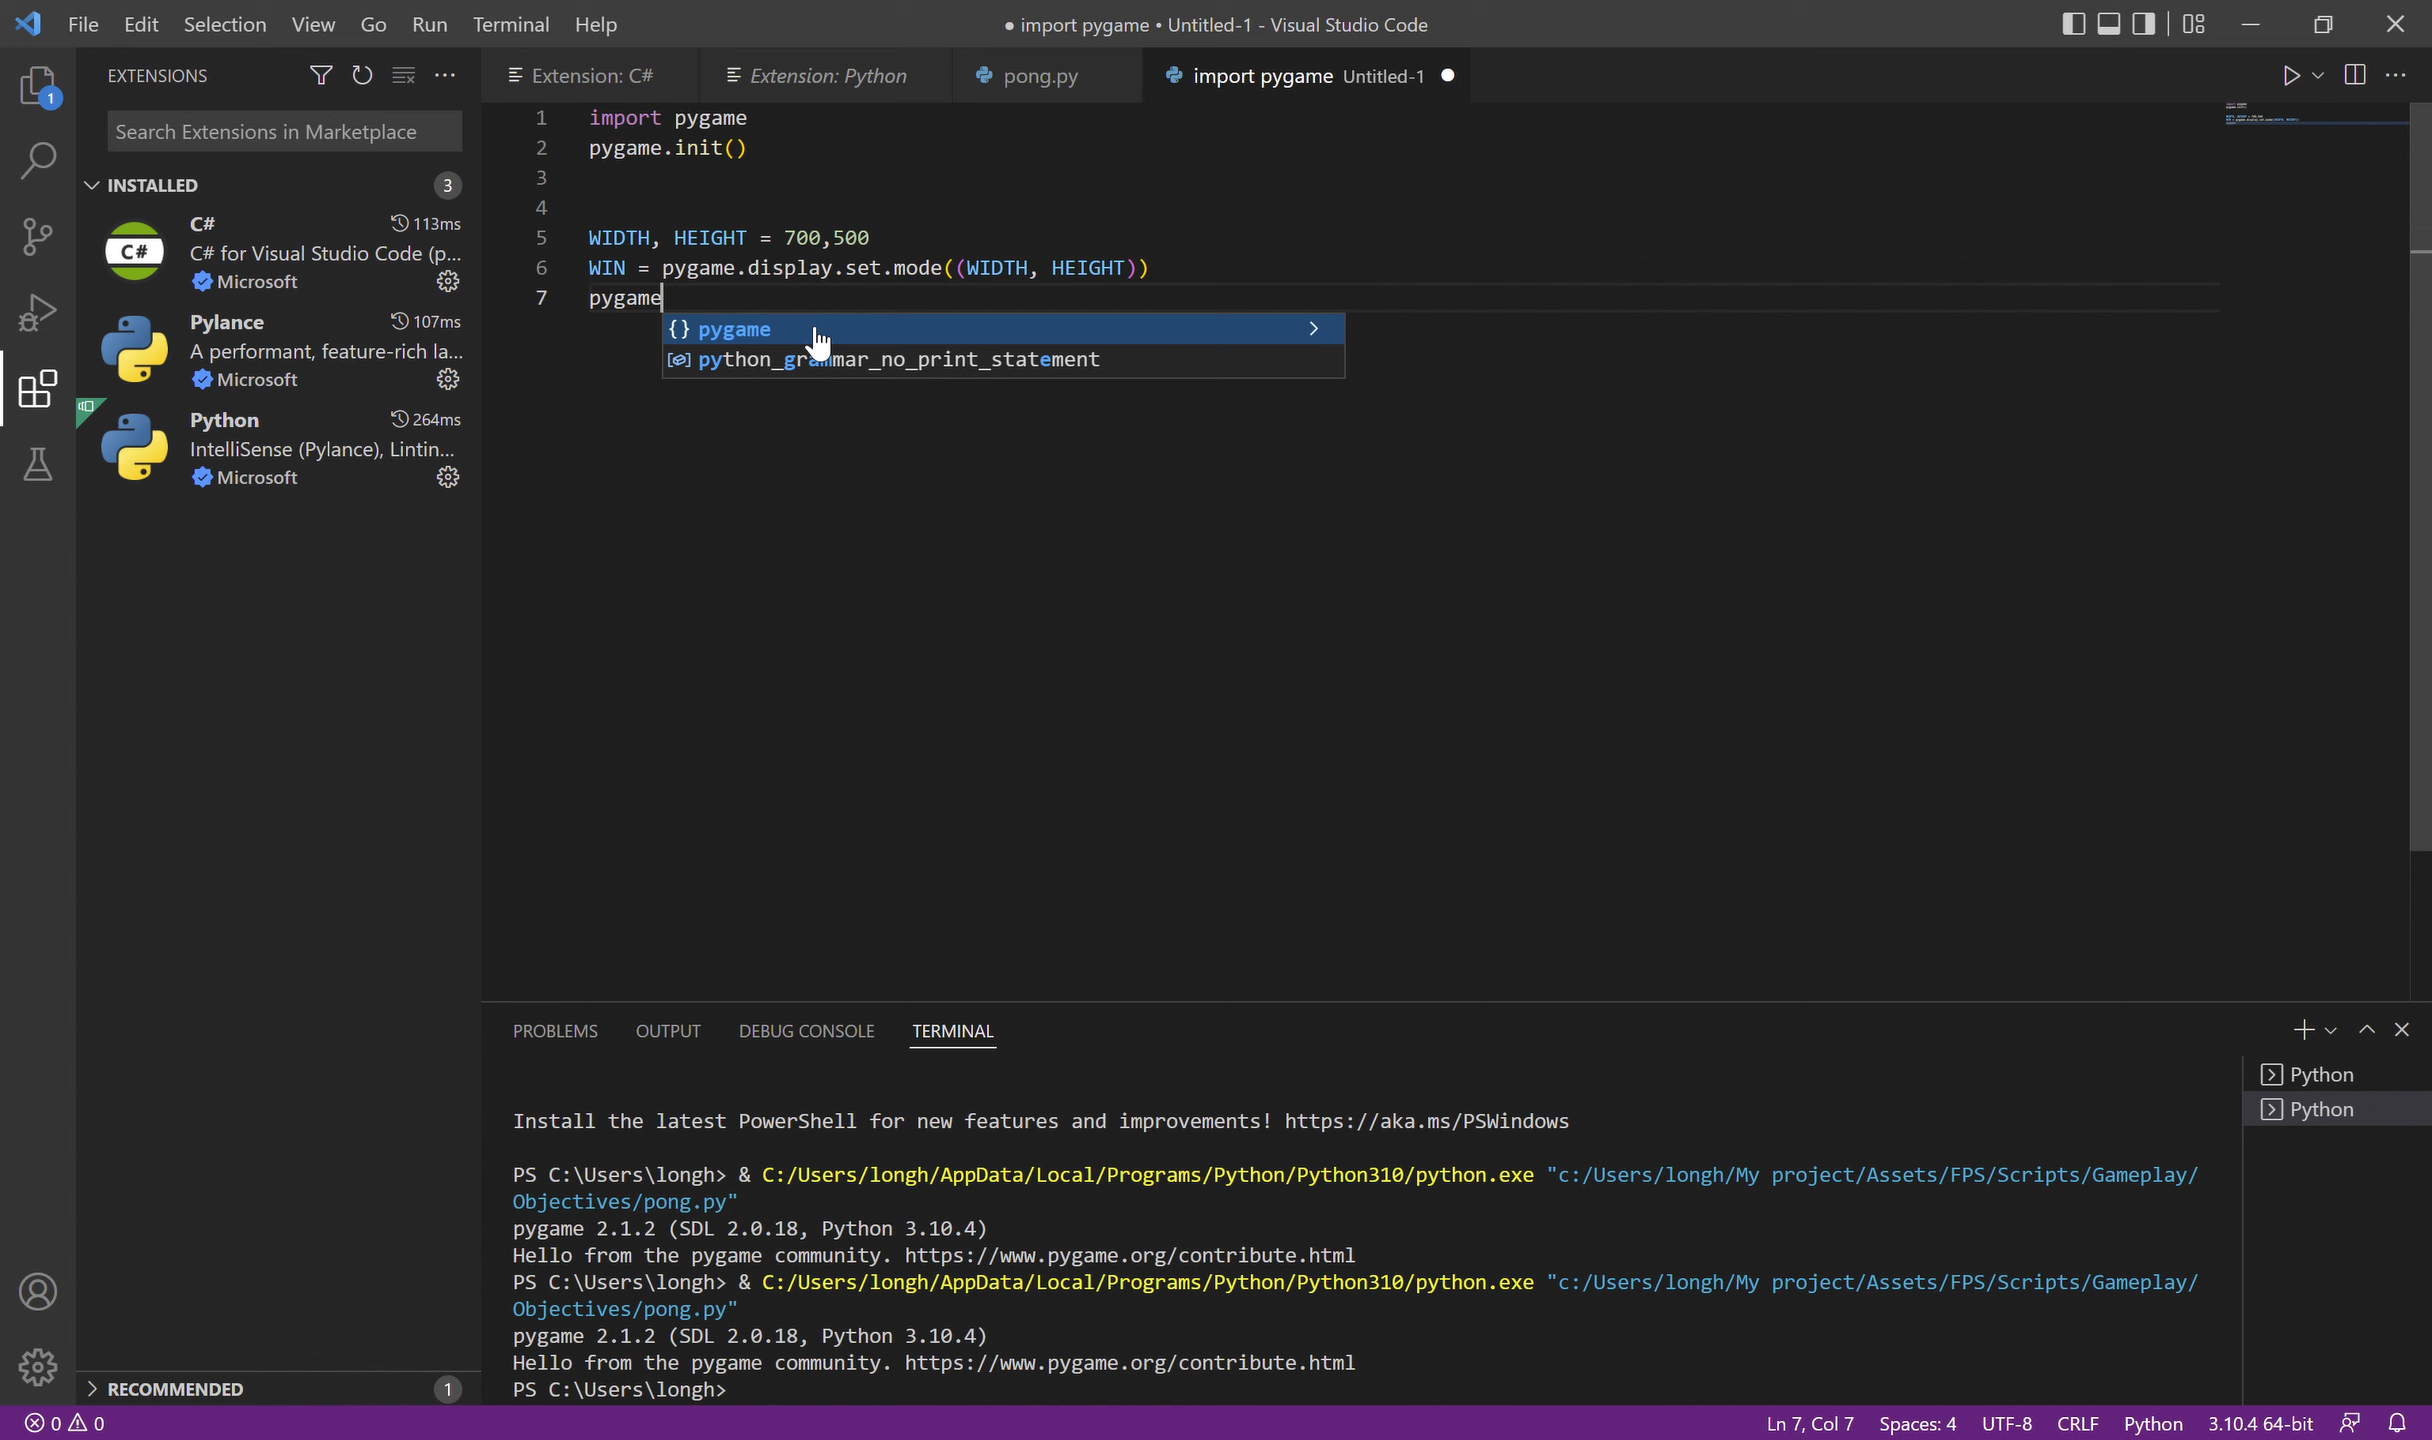 File Edit Selection View Go Run Terminal Help
● import pygame • Untitled-1 - Visual Studio Code
EXTENSIONS
Extension: C#
Extension: Python
pong.py
import pygame Untitled-1
1
Search Extensions in Marketplace
INSTALLED 3
C#
C# 113ms
C# for Visual Studio Code (p...
Microsoft
Pylance 107ms
A performant, feature-rich la...
Microsoft
Python 264ms
IntelliSense (Pylance), Lintin...
Microsoft
RECOMMENDED 1
1 import pygame
2 pygame.init()
3
4
5 WIDTH, HEIGHT = 700,500
6 WIN = pygame.display.set.mode((WIDTH, HEIGHT))
7 pygame
{} pygame
python_grammar_no_print_statement
PROBLEMS OUTPUT DEBUG CONSOLE TERMINAL
Python
Python
Install the latest PowerShell for new features and improvements! https://aka.ms/PSWindows
PS C:\Users\longh> & C:/Users/longh/AppData/Local/Programs/Python/Python310/python.exe "c:/Users/longh/My project/Assets/FPS/Scripts/Gameplay/
Objectives/pong.py"
pygame 2.1.2 (SDL 2.0.18, Python 3.10.4)
Hello from the pygame community. https://www.pygame.org/contribute.html
PS C:\Users\longh> & C:/Users/longh/AppData/Local/Programs/Python/Python310/python.exe "c:/Users/longh/My project/Assets/FPS/Scripts/Gameplay/
Objectives/pong.py"
pygame 2.1.2 (SDL 2.0.18, Python 3.10.4)
Hello from the pygame community. https://www.pygame.org/contribute.html
PS C:\Users\longh>
0 0
Ln 7, Col 7 Spaces: 4 UTF-8 CRLF Python 3.10.4 64-bit